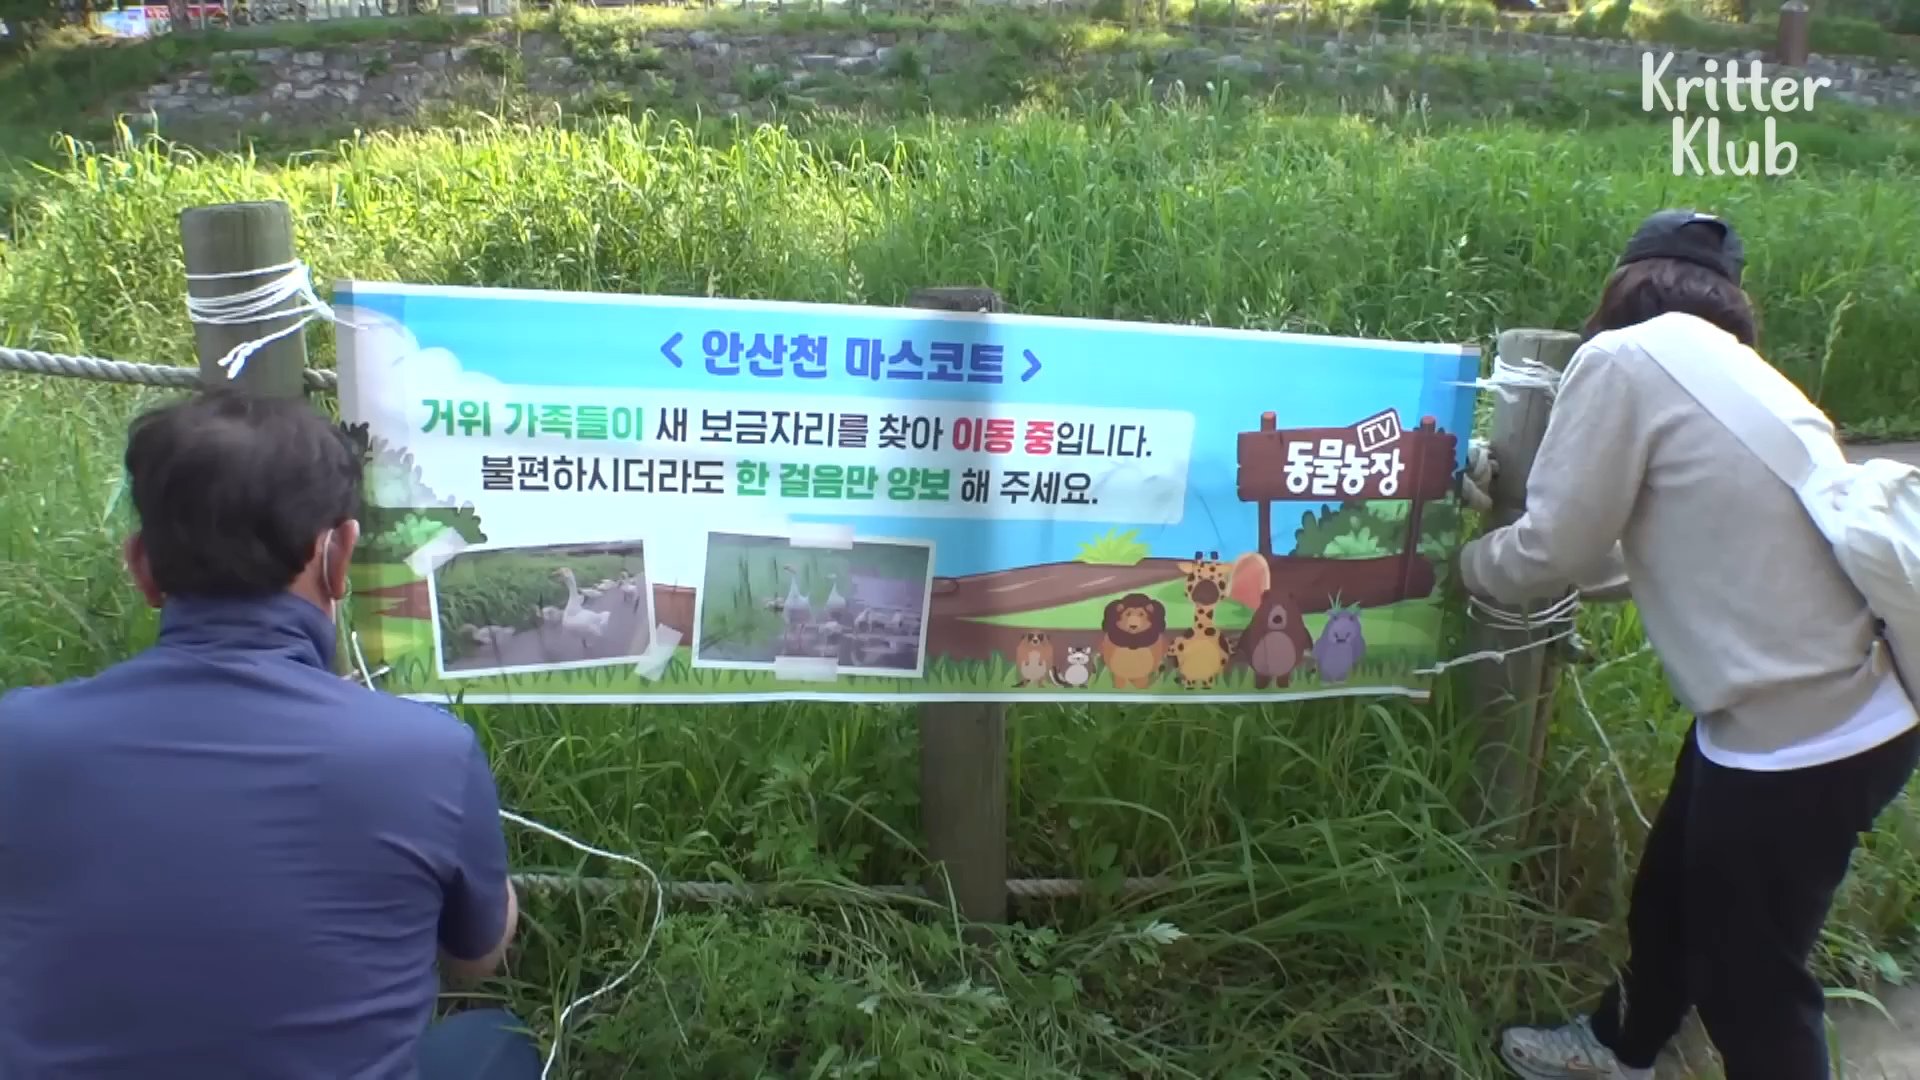 Kritter
Klub
< 안산천 마스코트 >
거위 가족들이 새 보금자리를 찾아 이동 중입니다.
불편하시더라도 한 걸음만 양보 해 주세요.
TV
동물농장